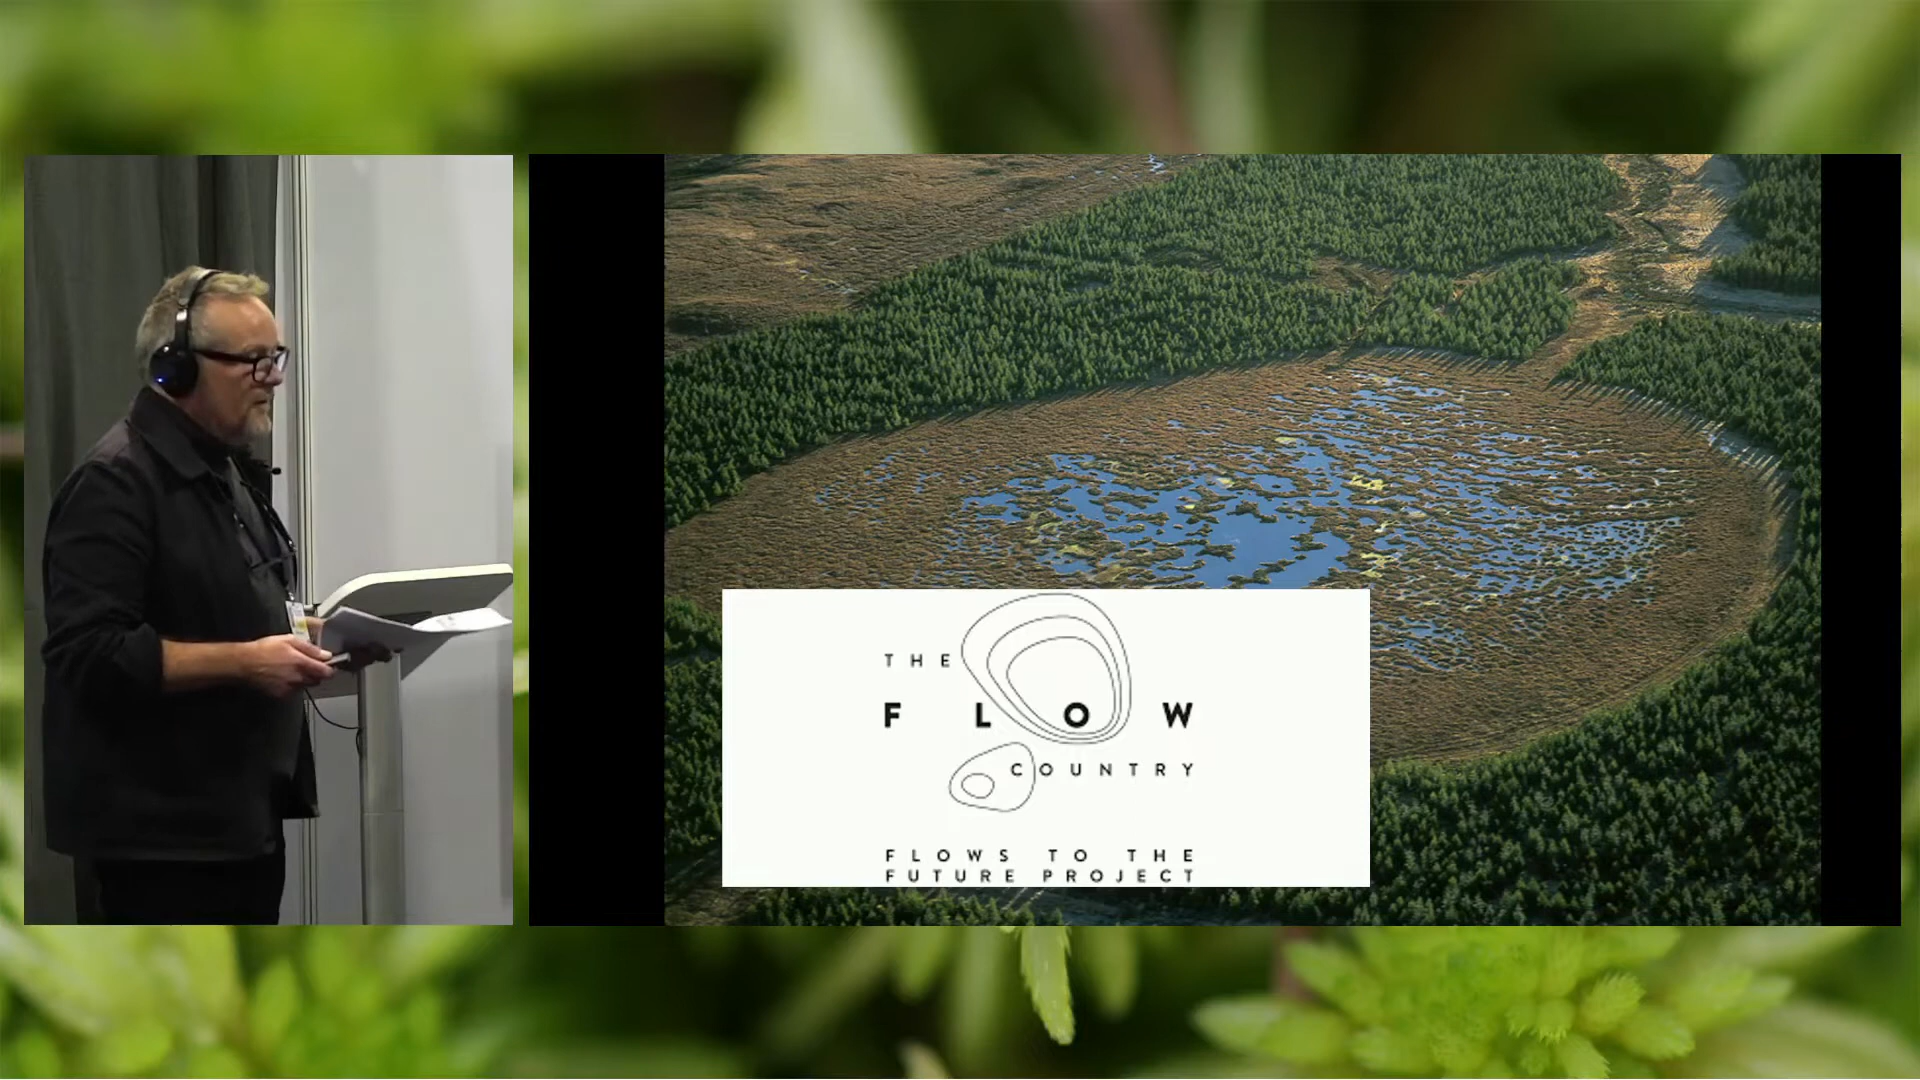 THE
FLOW
COUNTRY
FLOWS TO THE
FUTURE PROJECT